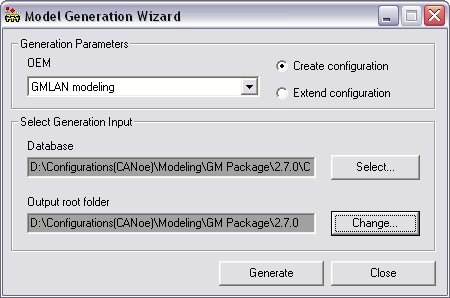 Model Generation Wizard
Generation Parameters
OEM
GMLAN modeling
Create configuration
Extend configuration
Select Generation Input
Database
D:\Configurations(CANoe)\Modeling\GM Package\2.7.0\C
Select...
Output root folder
D:\Configurations(CANoe)\Modeling\GM Package\2.7.0
Change...
Generate
Close